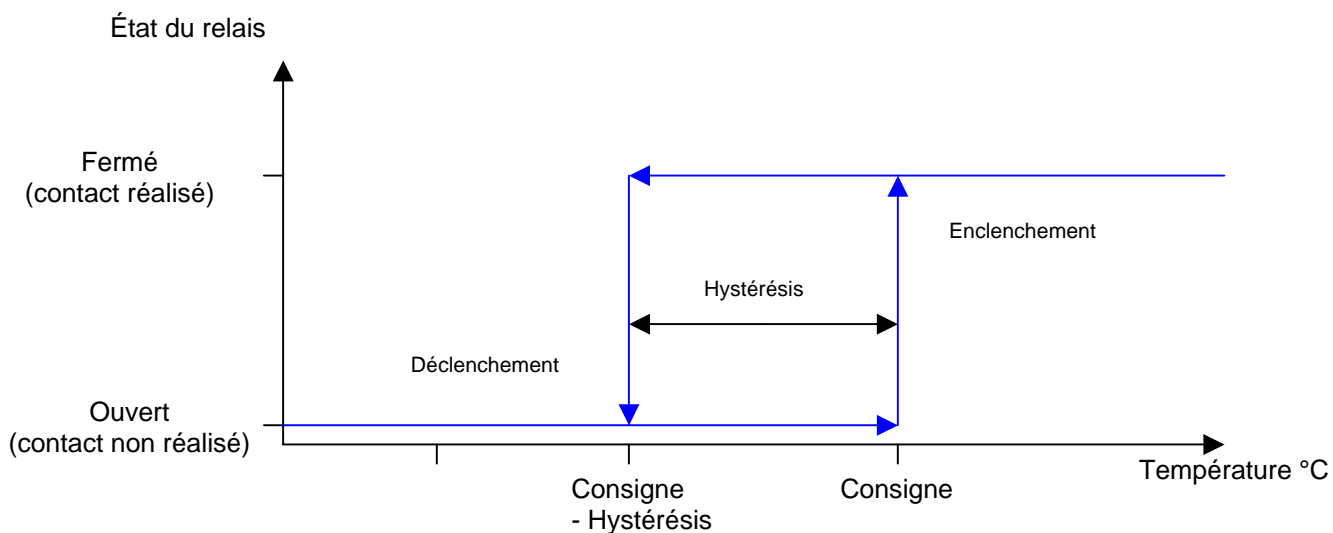 État du relais
Fermé
(contact réalisé)
Enclenchement
Hystérésis
Déclenchement
Ouvert
(contact non réalisé)
Température °C
Consigne
- Hystérésis
Consigne